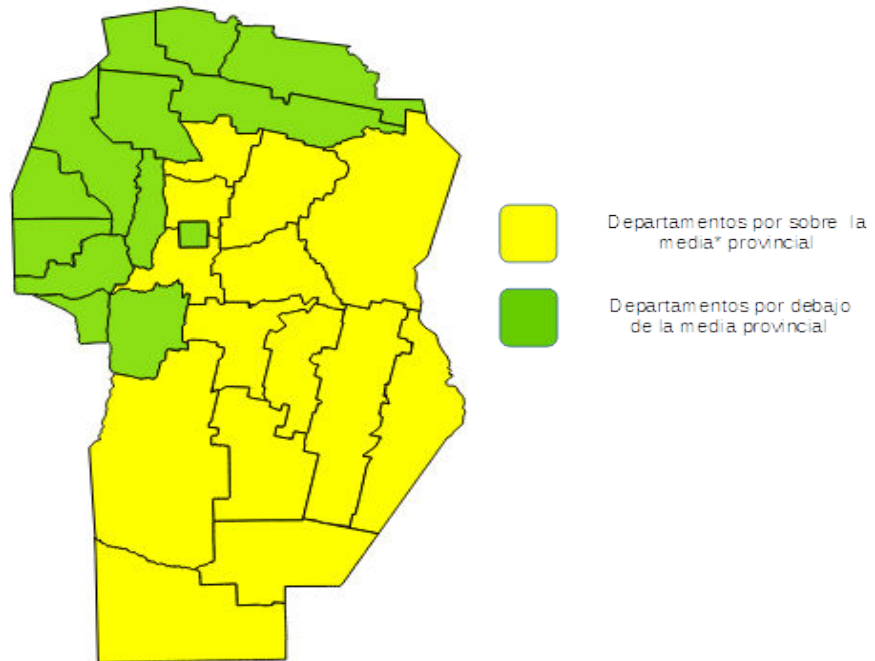 Departamentos por sobre la
media* provincial
Departamentos por debajo
de la media provincial